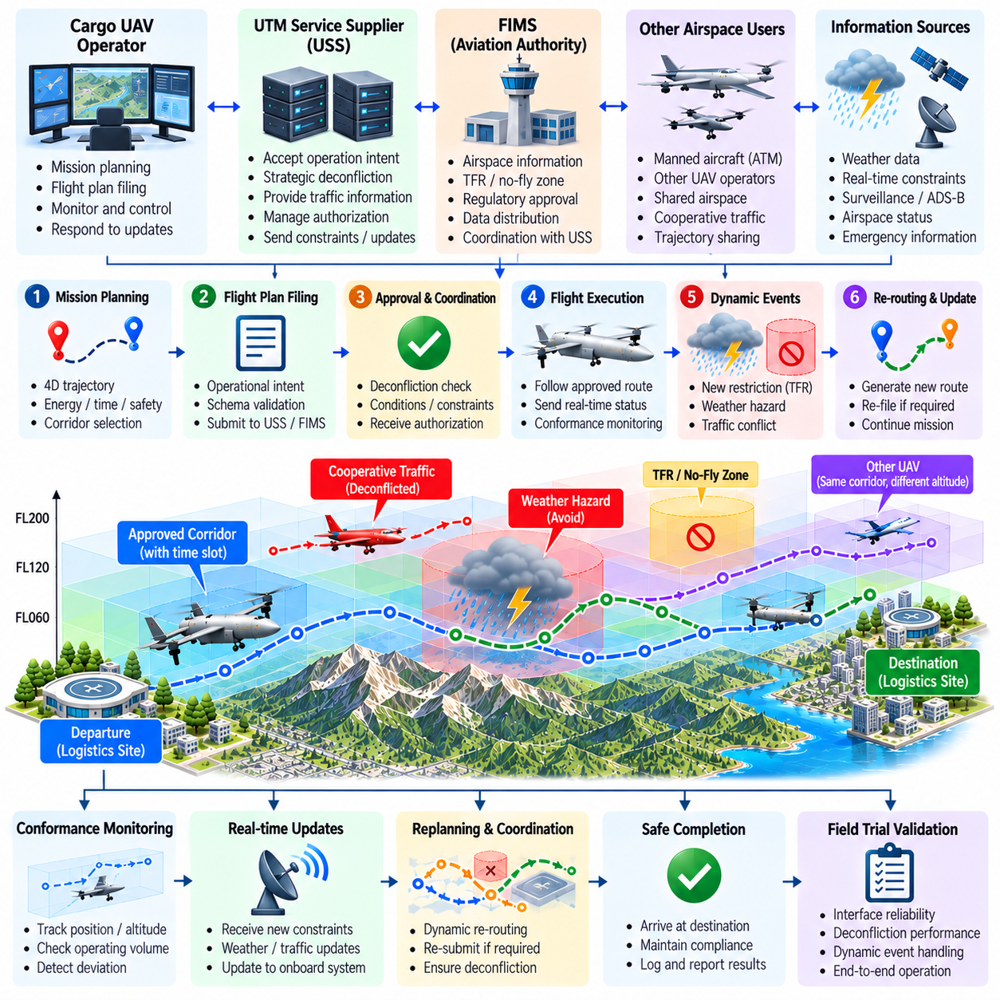 Cargo UAV
Operator
• Mission planning
• Flight plan filing
• Monitor and control
• Respond to updates
UTM Service Supplier
(USS)
• Accept operation intent
• Strategic deconfliction
• Provide traffic information
• Manage authorization
• Send constraints / updates
FIMS
(Aviation Authority)
• Airspace information
• TFR / no-fly zone
• Regulatory approval
• Data distribution
• Coordination with USS
Other Airspace Users
• Manned aircraft (ATM)
• Other UAV operators
• Shared airspace
• Cooperative traffic
• Trajectory sharing
Information Sources
• Weather data
• Real-time constraints
• Surveillance / ADS-B
• Airspace status
• Emergency information
1 Mission Planning
• 4D trajectory
• Energy / time / safety
• Corridor selection
2 Flight Plan Filing
• Operational intent
• Schema validation
• Submit to USS / FIMS
3 Approval & Coordination
• Deconfliction check
• Conditions / constraints
• Receive authorization
4 Flight Execution
• Follow approved route
• Send real-time status
• Conformance monitoring
5 Dynamic Events
• New restriction (TFR)
• Weather hazard
• Traffic conflict
6 Re-routing & Update
• Generate new route
• Re-file if required
• Continue mission
FL200
FL120
FL060
Approved Corridor
(with time slot)
Cooperative Traffic
(Deconflicted)
Weather Hazard
(Avoid)
TFR / No-Fly Zone
Other UAV
(Same corridor, different altitude)
Departure
(Logistics Site)
Destination
(Logistics Site)
Conformance Monitoring
• Track position / altitude
• Check operating volume
• Detect deviation
Real-time Updates
• Receive new constraints
• Weather / traffic updates
• Update to onboard system
Replanning & Coordination
• Dynamic re-routing
• Re-submit if required
• Ensure deconfliction
Safe Completion
• Arrive at destination
• Maintain compliance
• Log and report results
Field Trial Validation
• Interface reliability
• Deconfliction performance
• Dynamic event handling
• End-to-end operation